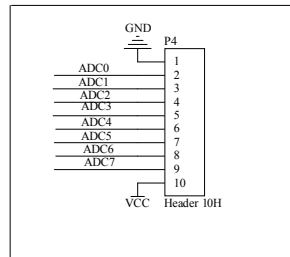 GND
P4
1
ADC0 2
ADC1 3
ADC2 4
ADC3 5
ADC4 6
ADC5 7
ADC6 8
ADC7 9
10
VCC Header 10H